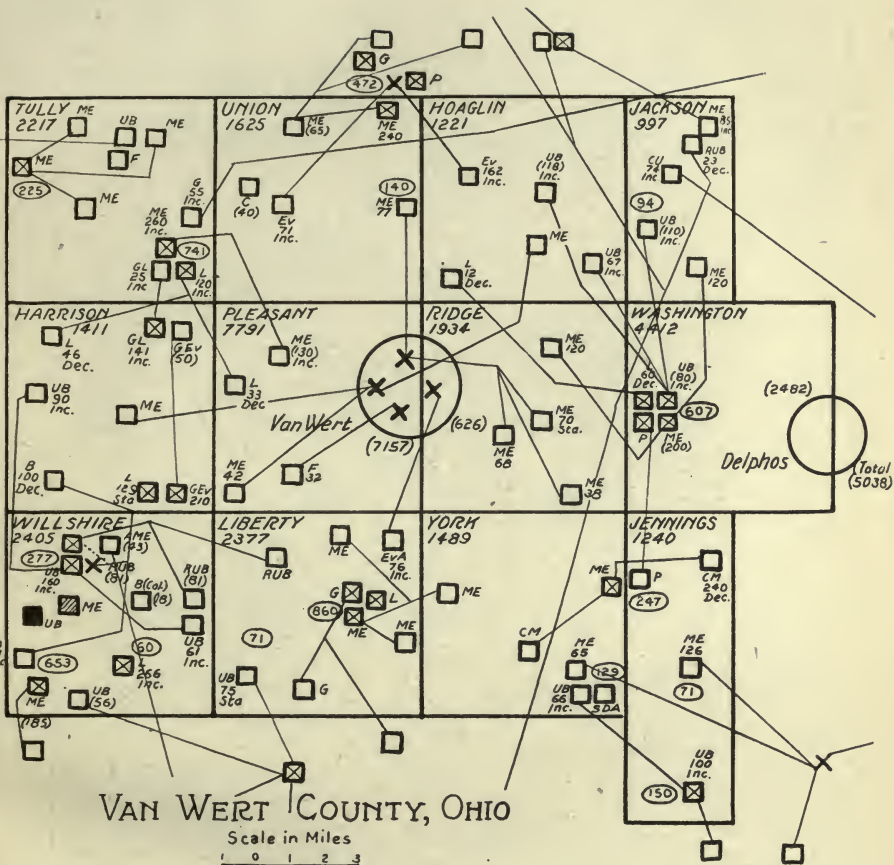 G
472
P
TULLY
2217
ME
UB
ME
F
ME
225
ME
G
55
Inc.
ME
260
Inc.
741
GL
25
Inc
L
120
Inc.
UNION
1625
ME
(65)
ME
240
C
(40)
Ev
71
Inc.
140
ME
77
HOAGLIN
1221
Ev
162
Inc.
UB
(118)
Inc.
ME
UB
67
Inc.
L
12
Dec.
JACKSON
997
ME
RUB
23
Dec.
CU
74
Inc
94
UB
(110)
Inc.
ME
120
HARRISON
1411
L
46
Dec.
GL
141
Inc.
GEv
(50)
UB
90
Inc.
ME
B
100
Dec.
L
125
Sta
GEv
210
PLEASANT
7791
ME
(130)
Inc.
L
33
Dec
Van Wert
(7157)
ME
42
F
32
RIDGE
1934
ME
120
(626)
ME
70
Sta.
ME
68
ME
38
WASHINGTON
4412
L
60
Dec.
UB
(80)
Inc.
607
P
ME
(200)
(2482)
Delphos
(Total
(5038)
WILLSHIRE
2405
AME
(43)
277
UB
160
Inc.
RUB
(81)
B(Col)
(8)
RUB
(81)
ME
UB
60
UB
61
Inc.
653
L
266
Inc.
ME
(185)
UB
(56)
LIBERTY
2377
RUB
ME
EvA
76
Inc.
G
L
860
ME
ME
71
UB
75
Sta
G
YORK
1489
ME
ME
CM
ME
65
129
UB
66
Inc.
SDA
JENNINGS
1240
P
247
CM
240
Dec.
ME
126
71
UB
100
Inc.
150
VAN WERT COUNTY, OHIO
Scale in Miles
1 0 1 2 3